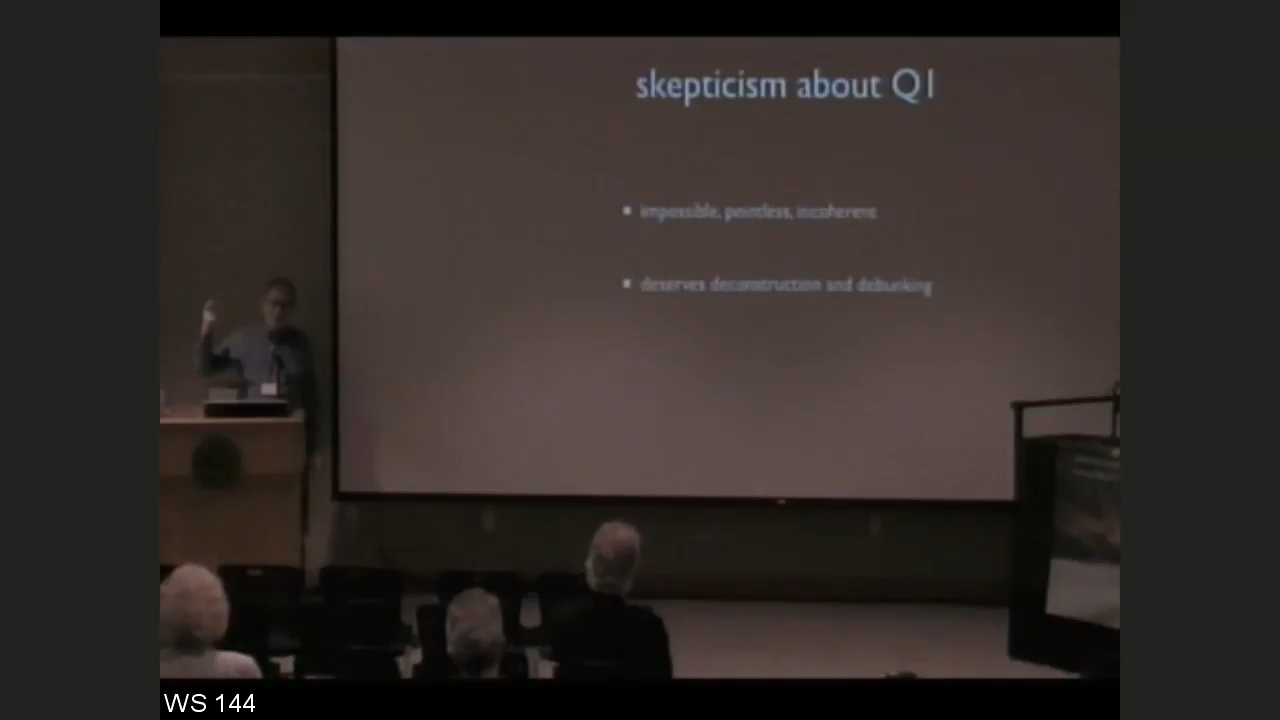 skepticism about Q1
▪ impossible, pointless, incoherent
▪ deserves deconstruction and debunking
WS 144